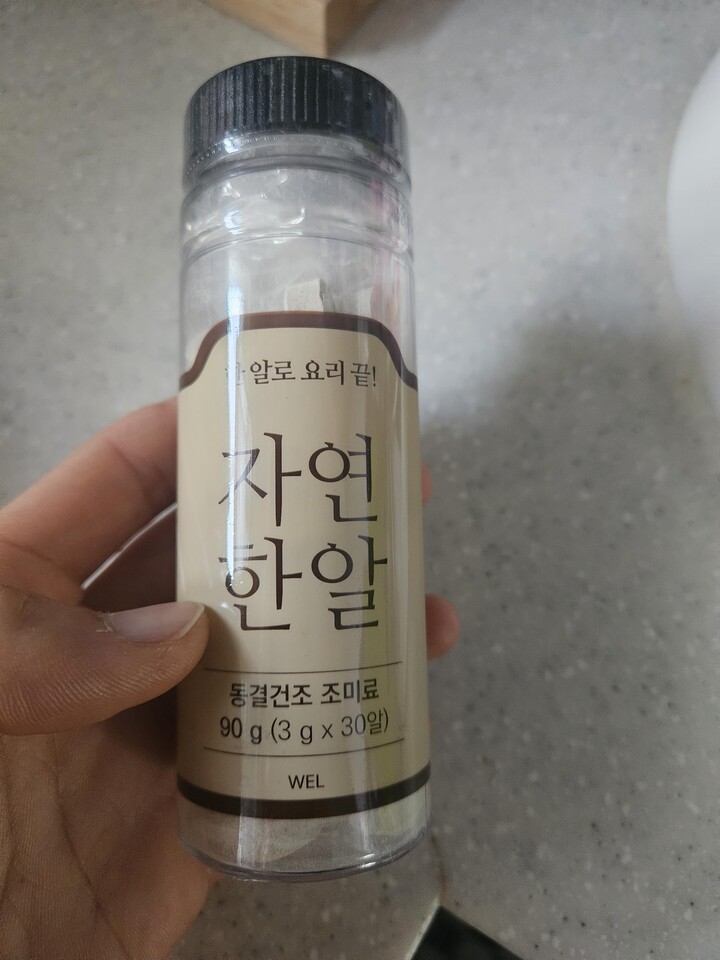 한 알로 요리 끝!
자연
한알
동결건조 조미료
90 g (3 g x 30알)
WEL